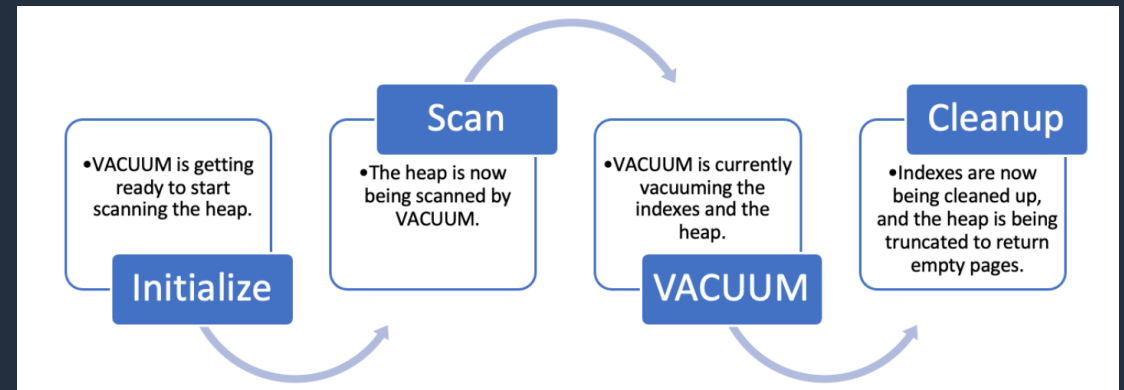 •VACUUM is getting
ready to start
scanning the heap.
Initialize
Scan
•The heap is now
being scanned by
VACUUM.
•VACUUM is currently
vacuuming the
indexes and the
heap.
VACUUM
Cleanup
•Indexes are now
being cleaned up,
and the heap is being
truncated to return
empty pages.